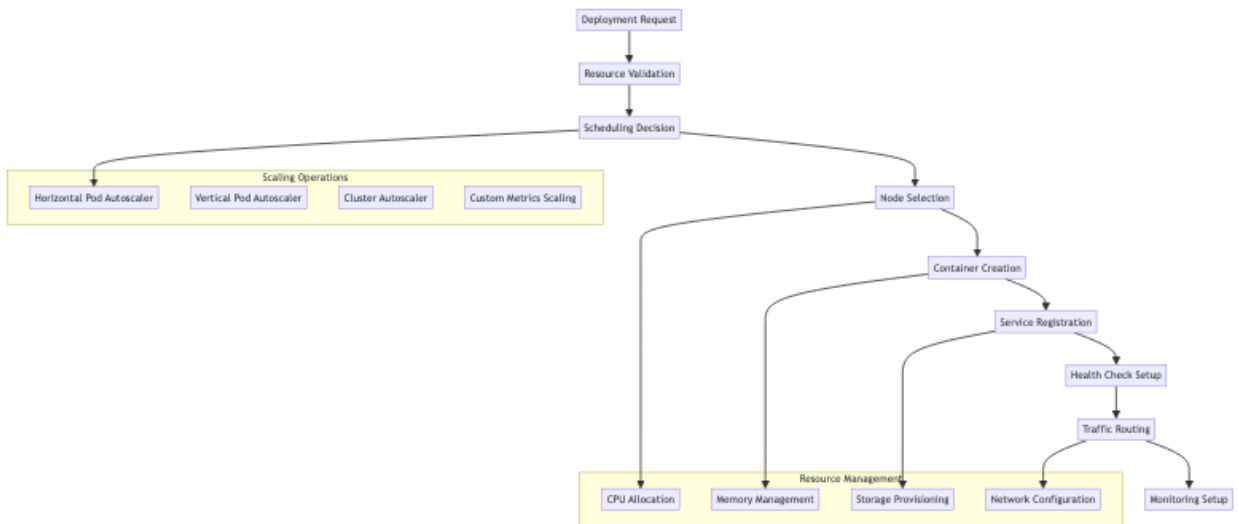 Deployment Request
Resource Validation
Scheduling Decision
Scaling Operations
Horizontal Pod Autoscaler
Vertical Pod Autoscaler
Cluster Autoscaler
Custom Metrics Scaling
Node Selection
Container Creation
Service Registration
Health Check Setup
Traffic Routing
Resource Management
CPU Allocation
Memory Management
Storage Provisioning
Network Configuration
Monitoring Setup